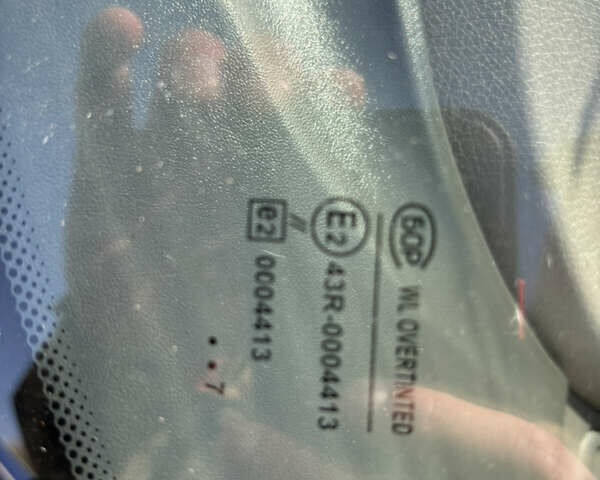 БОР WL OVERTINTED
E2 43R-0004413
e2 0004413
. . 7